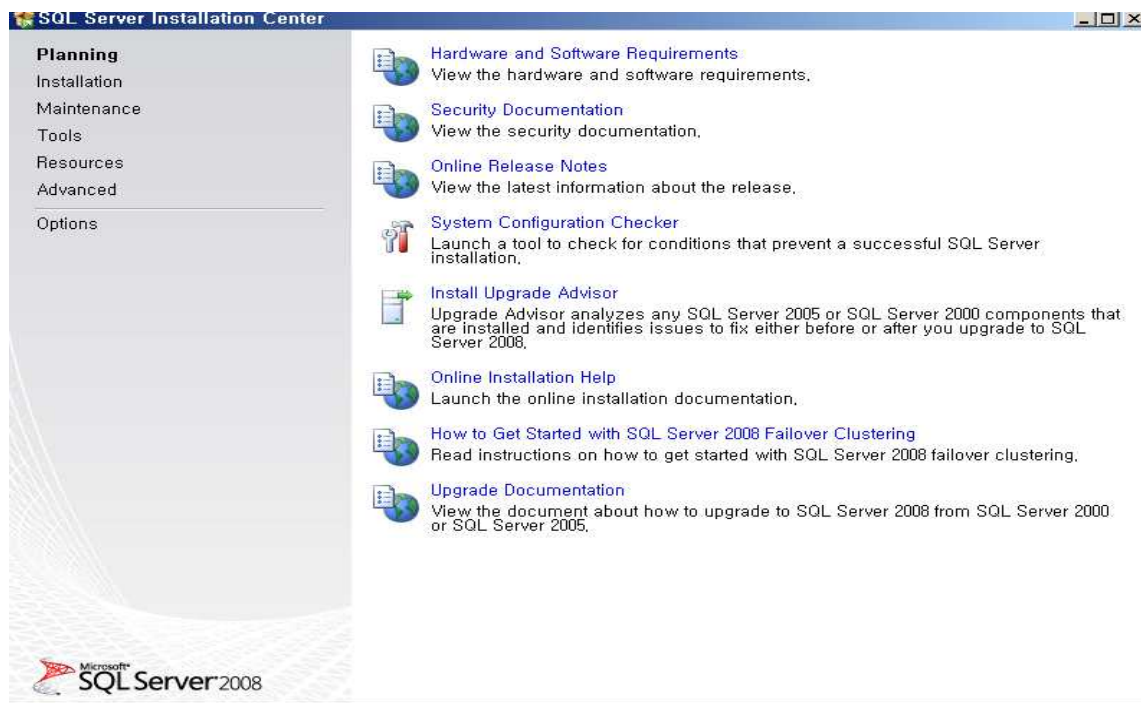 SQL Server Installation Center
Planning
Installation
Maintenance
Tools
Resources
Advanced
Options
Hardware and Software Requirements
View the hardware and software requirements.
Security Documentation
View the security documentation.
Online Release Notes
View the latest information about the release.
System Configuration Checker
Launch a tool to check for conditions that prevent a successful SQL Server
installation.
Install Upgrade Advisor
Upgrade Advisor analyzes any SQL Server 2005 or SQL Server 2000 components that
are installed and identifies issues to fix either before or after you upgrade to SQL
Server 2008.
Online Installation Help
Launch the online installation documentation.
How to Get Started with SQL Server 2008 Failover Clustering
Read instructions on how to get started with SQL Server 2008 failover clustering.
Upgrade Documentation
View the document about how to upgrade to SQL Server 2008 from SQL Server 2000
or SQL Server 2005.
Microsoft®
SQL Server 2008